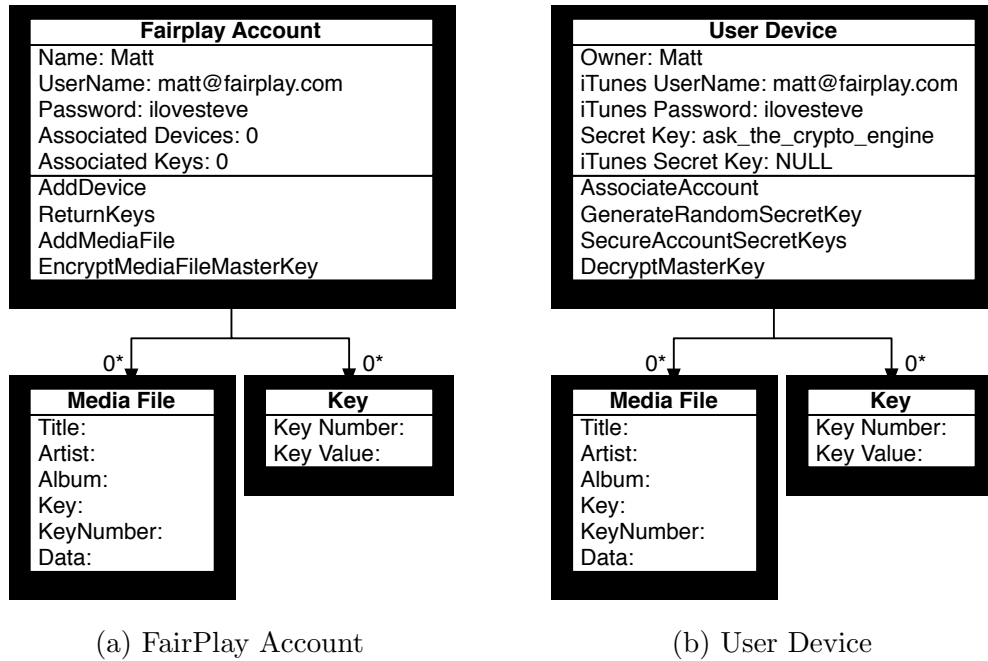 Fairplay Account
Name: Matt
UserName: matt@fairplay.com
Password: ilovesteve
Associated Devices: 0
Associated Keys: 0
AddDevice
ReturnKeys
AddMediaFile
EncryptMediaFileMasterKey
0*
0*
Media File
Title:
Artist:
Album:
Key:
KeyNumber:
Data:
Key
Key Number:
Key Value:
(a) FairPlay Account
User Device
Owner: Matt
iTunes UserName: matt@fairplay.com
iTunes Password: ilovesteve
Secret Key: ask_the_crypto_engine
iTunes Secret Key: NULL
AssociateAccount
GenerateRandomSecretKey
SecureAccountSecretKeys
DecryptMasterKey
0*
0*
Media File
Title:
Artist:
Album:
Key:
KeyNumber:
Data:
Key
Key Number:
Key Value:
(b) User Device